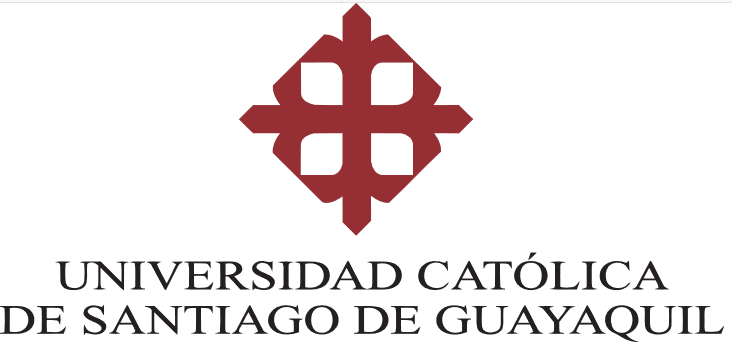 UNIVERSIDAD CATÓLICA
DE SANTIAGO DE GUAYAQUIL